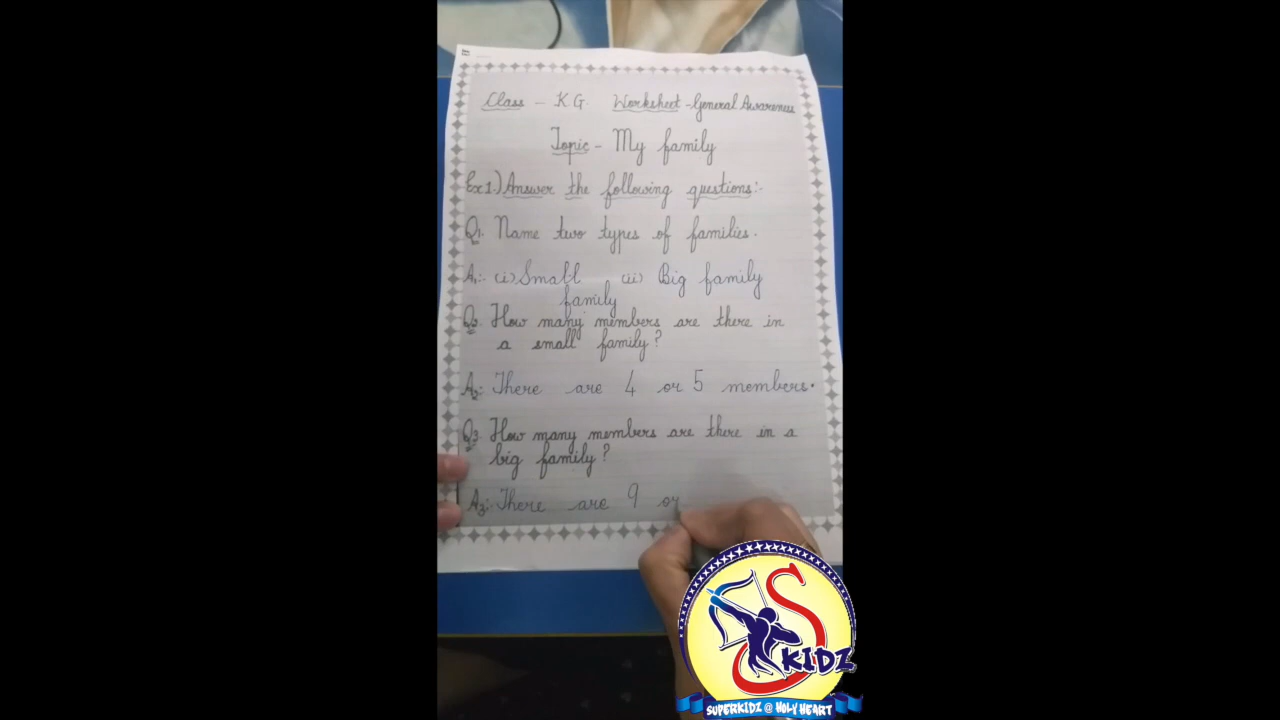 Class - K.G. Worksheet - General Awareness
Topic - My family
Ex 1.) Answer the following questions:-
Q1. Name two types of families.
A1:- (i) Small (ii) Big family
family
Q2. How many members are there in
a small family?
A2:- There are 4 or 5 members.
Q3. How many members are there in a
big family?
A3:- There are 9 or
S
KIDZ
SUPERKIDZ @ HOLY HEART